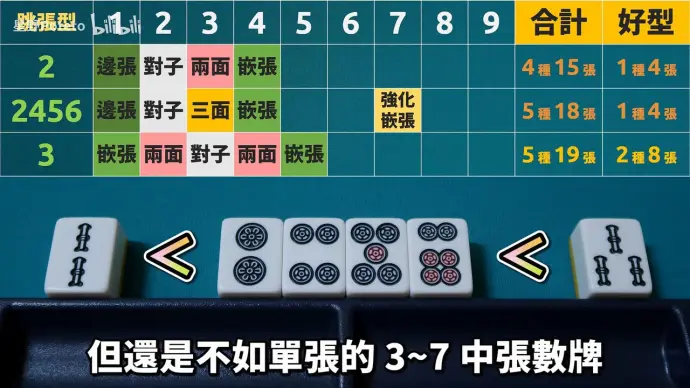 跳張型 1 2 3 4 5 6 7 8 9 合計 好型
bilibili
2 邊張 對子 兩面 嵌張 4種15張 1種4張
2456 邊張 對子 三面 嵌張 強化嵌張 5種18張 1種4張
3 嵌張 兩面 對子 兩面 嵌張 5種19張 2種8張
< <
但還是不如單張的 3~7 中張數牌